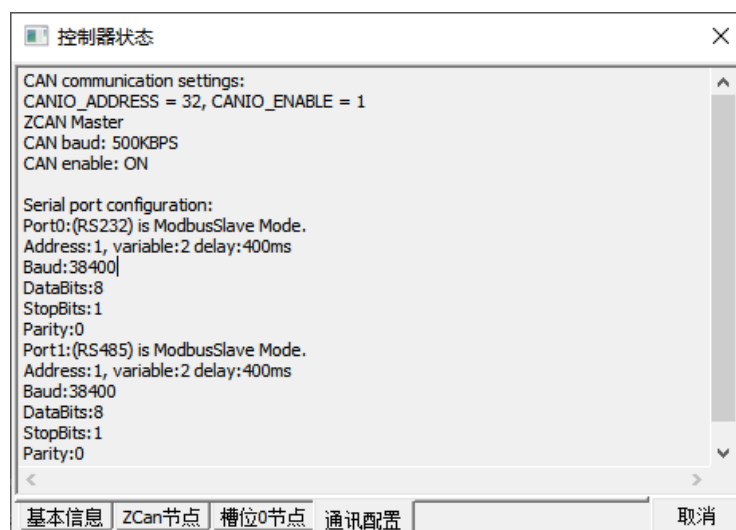 控制器状态
CAN communication settings:
CANIO_ADDRESS = 32, CANIO_ENABLE = 1
ZCAN Master
CAN baud: 500KBPS
CAN enable: ON
Serial port configuration:
Port0:(RS232) is ModbusSlave Mode.
Address:1, variable:2 delay:400ms
Baud:38400
DataBits:8
StopBits:1
Parity:0
Port1:(RS485) is ModbusSlave Mode.
Address:1, variable:2 delay:400ms
Baud:38400
DataBits:8
StopBits:1
Parity:0
基本信息 ZCan节点 槽位0节点 通讯配置 取消